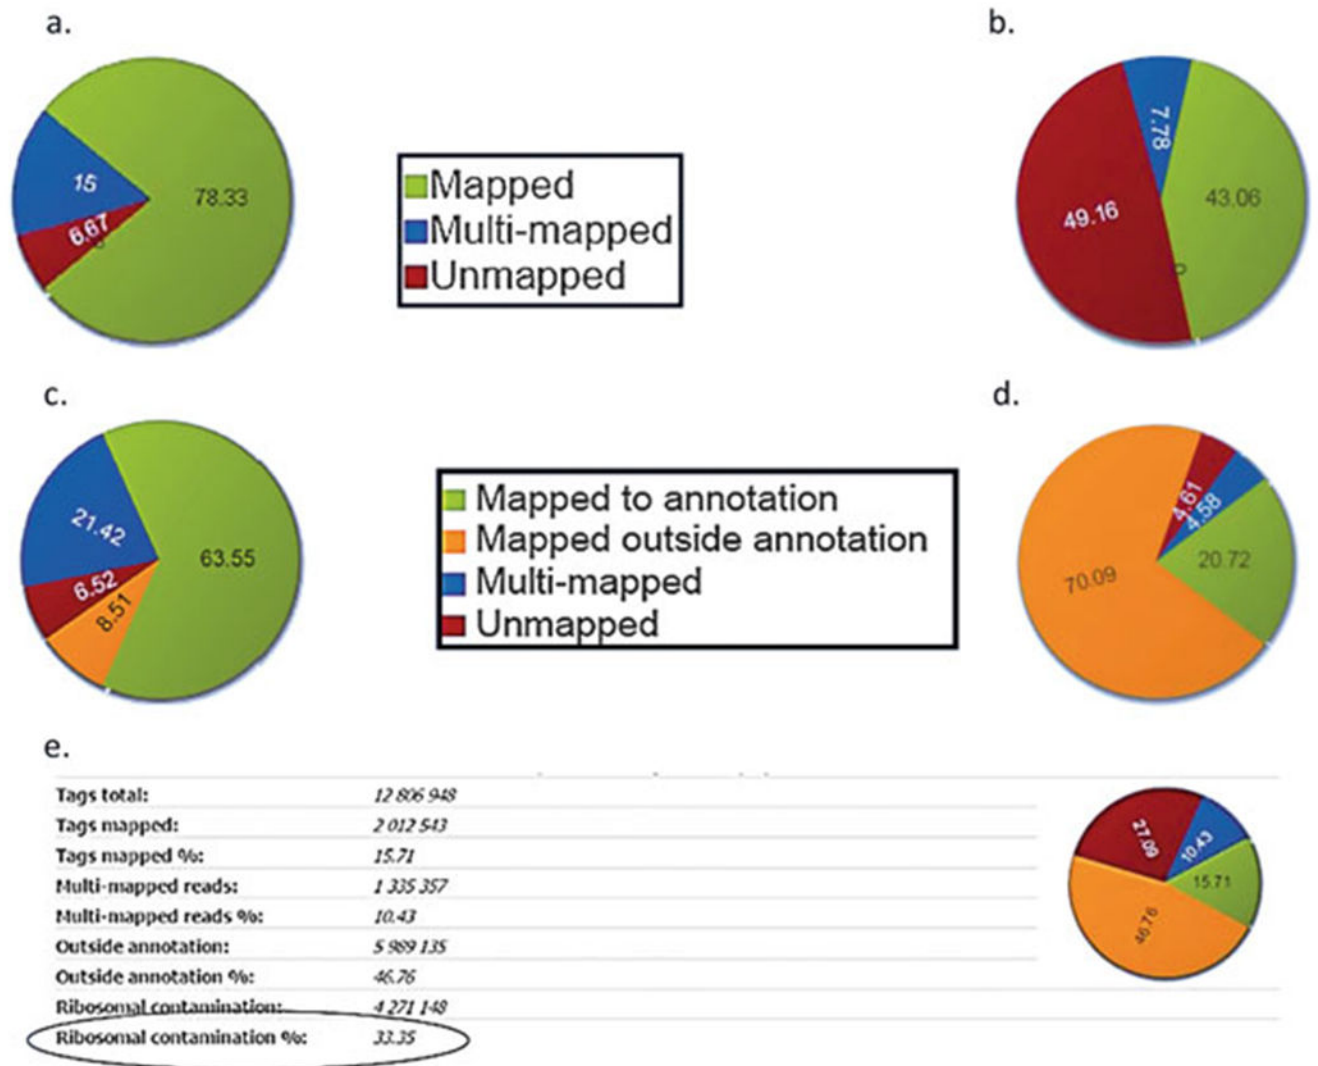 a.
b.
15
6.67
78.33
Mapped
Multi-mapped
Unmapped
7.78
49.16
43.06
0
c.
d.
21.42
63.55
6.52
8.51
Mapped to annotation
Mapped outside annotation
Multi-mapped
Unmapped
4.61
4.58
20.72
70.09
e.
Tags total: 12 806 948
Tags mapped: 2 012 543
Tags mapped %: 15.71
Multi-mapped reads: 1 335 357
Multi-mapped reads %: 10.43
Outside annotation: 5 989 135
Outside annotation %: 46.76
Ribosomal contamination: 4 271 148
Ribosomal contamination %: 33.35
27.09
10.43
15.71
46.76